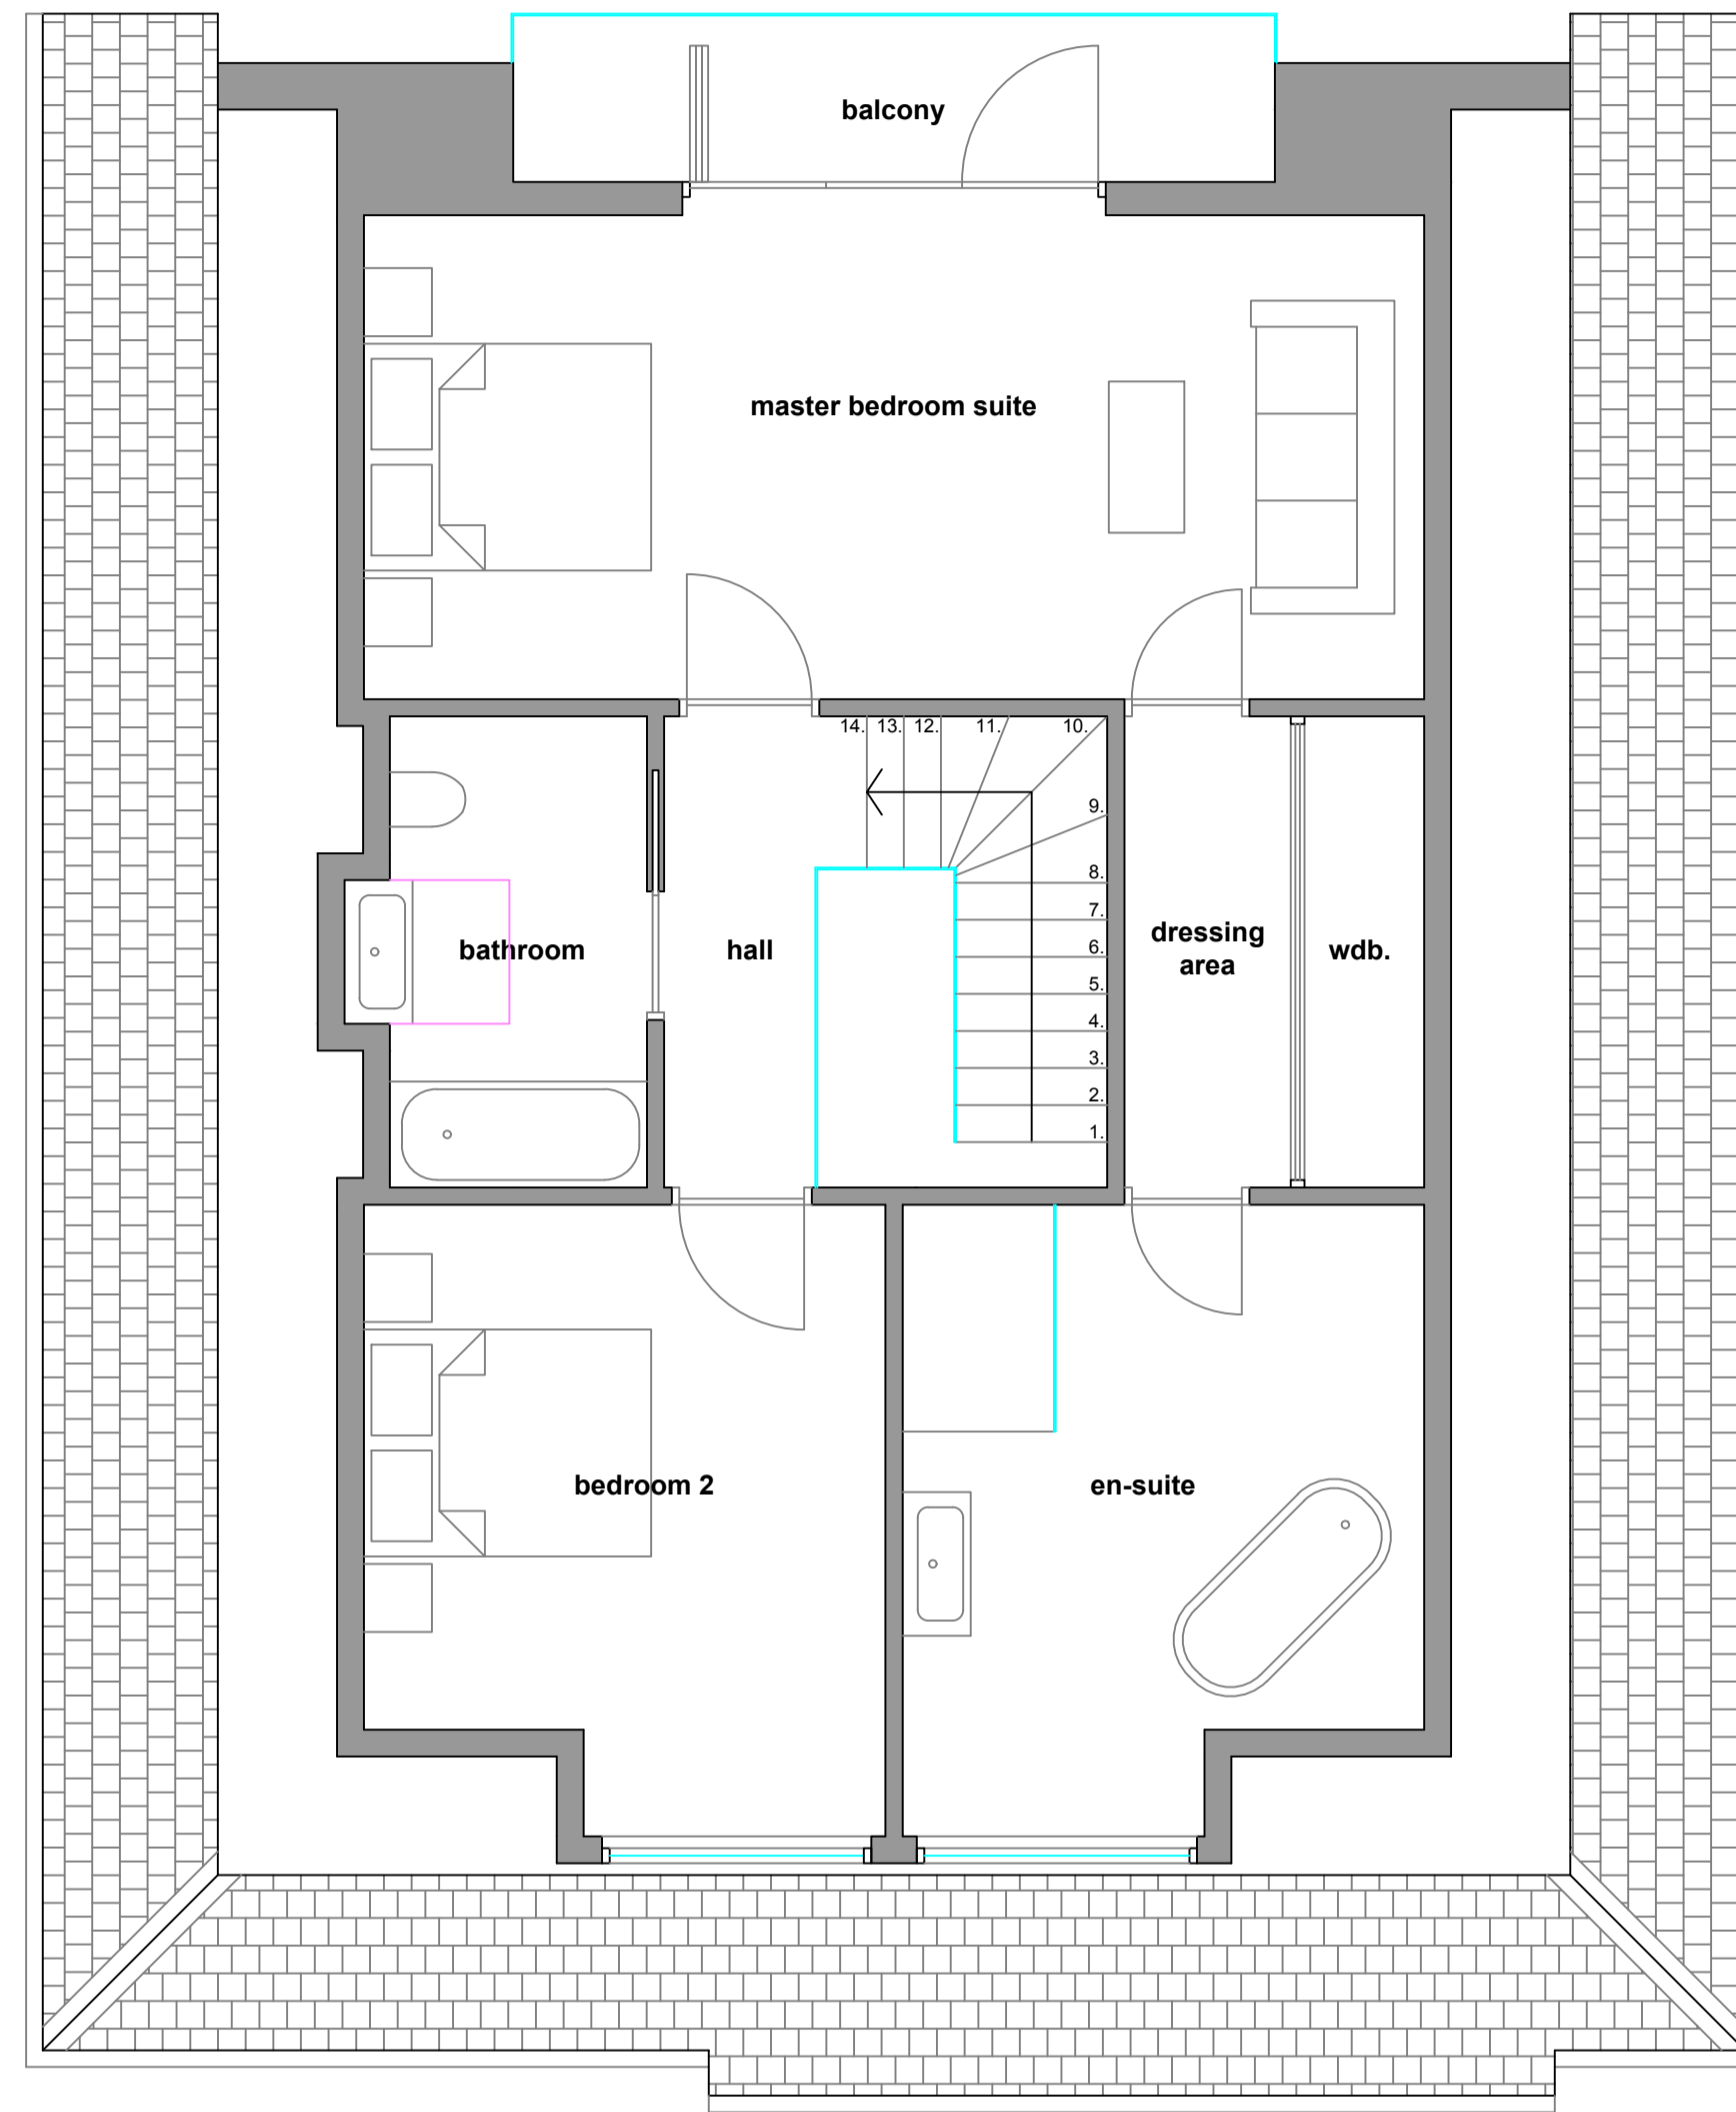 balcony
master bedroom suite
14. 13. 12. 11. 10.
9.
8.
7.
6.
5.
4.
3.
2.
1.
bathroom
hall
dressing
area
wdb.
bedroom 2
en-suite